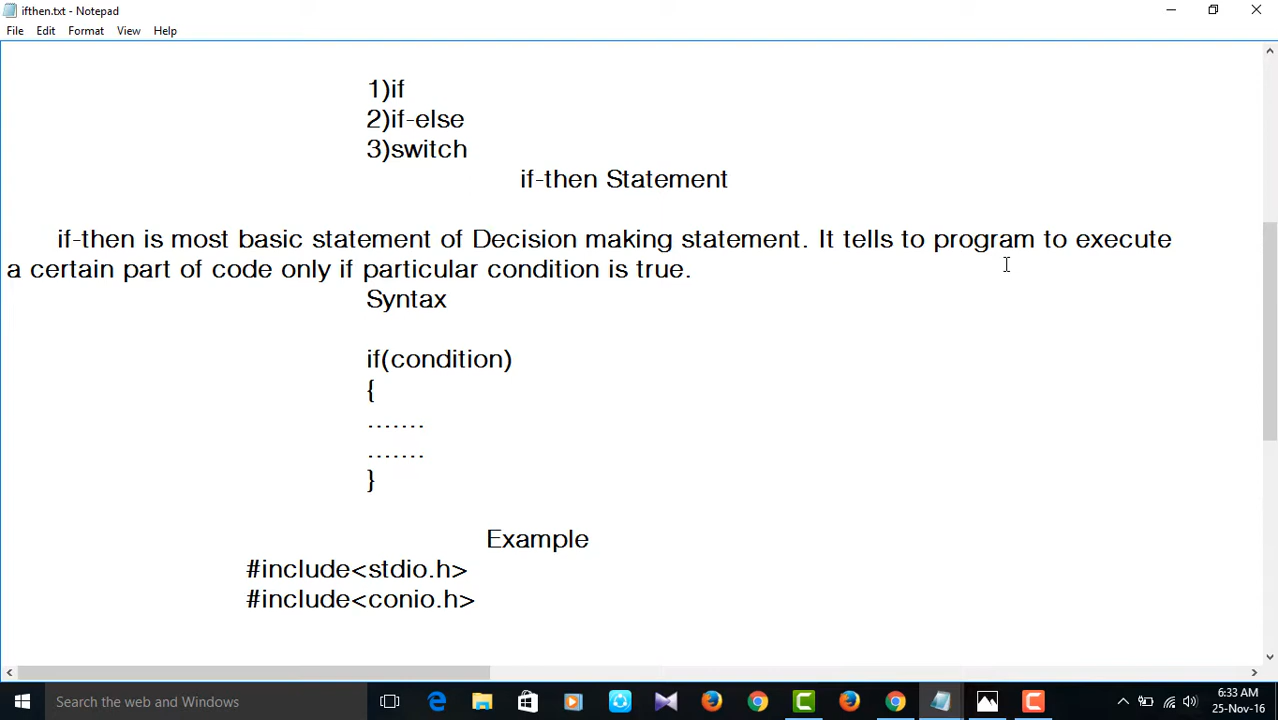 ifthen.txt - Notepad
File Edit Format View Help
1)if
2)if-else
3)switch
if-then Statement
if-then is most basic statement of Decision making statement. It tells to program to execute
a certain part of code only if particular condition is true.
Syntax
if(condition)
{
.......
.......
}
Example
#include<stdio.h>
#include<conio.h>
Search the web and Windows
6:33 AM
25-Nov-16